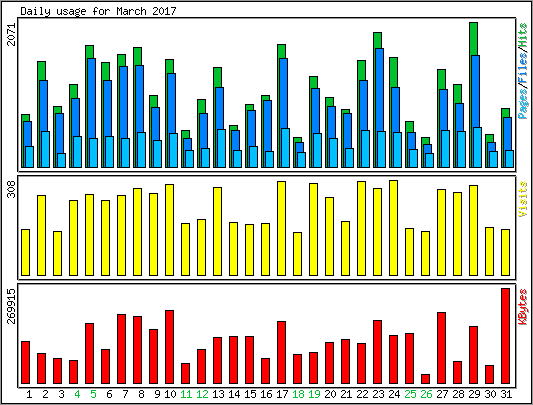 Daily usage for March 2017
2071
Pages/Files/Hits
308
Visits
269915
KBytes
1 2 3 4 5 6 7 8 9 10 11 12 13 14 15 16 17 18 19 20 21 22 23 24 25 26 27 28 29 30 31